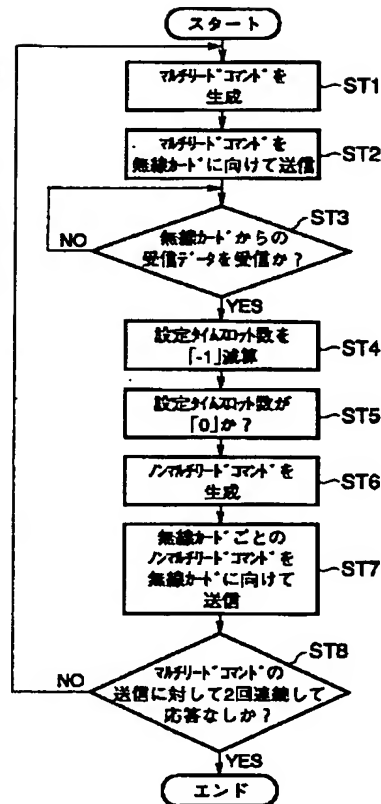 スタート
マルチリードコマンドを
生成
ST1
マルチリードコマンドを
無線カードに向けて送信
ST2
ST3
無線カードからの
受信データを受信か?
NO
YES
設定タイムスロット数を
「-1」減算
ST4
設定タイムスロット数が
「0」か?
ST5
ノンマルチリードコマンドを
生成
ST6
無線カードごとの
ノンマルチリードコマンドを
無線カードに向けて
送信
ST7
ST8
マルチリードコマンドの
送信に対して2回連続して
応答なしか?
NO
YES
エンド